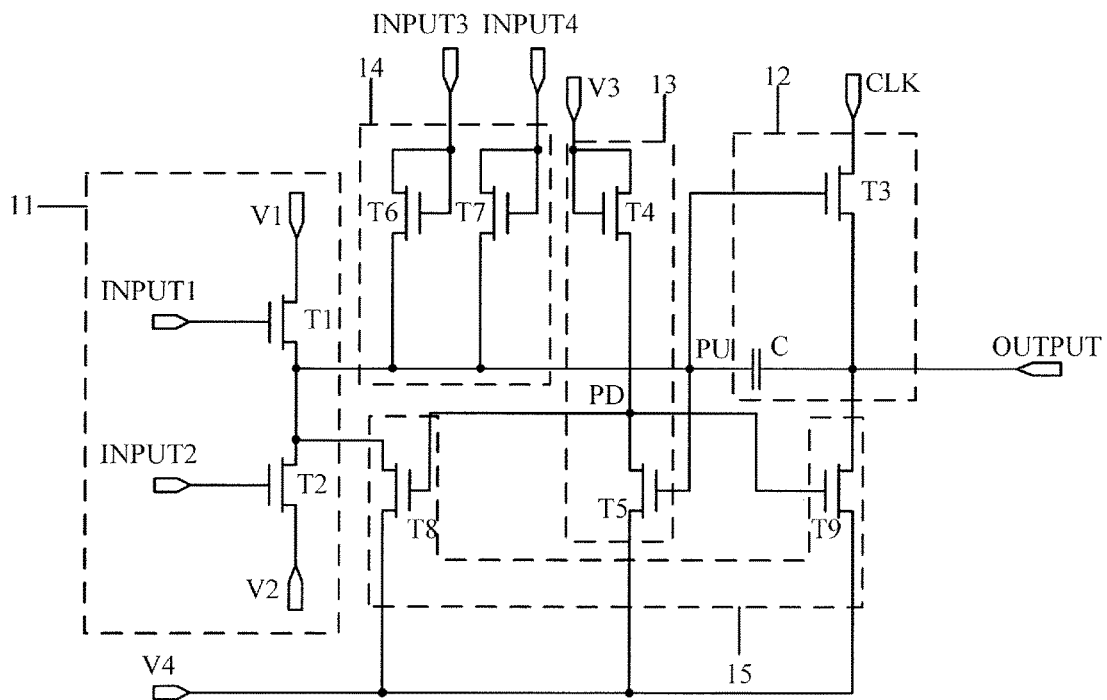 INPUT3
INPUT4
14
V3
13
12
CLK
11
V1
T6
T7
T4
T3
INPUT1
T1
PU
C
OUTPUT
PD
INPUT2
T2
T8
T5
T9
V2
V4
15